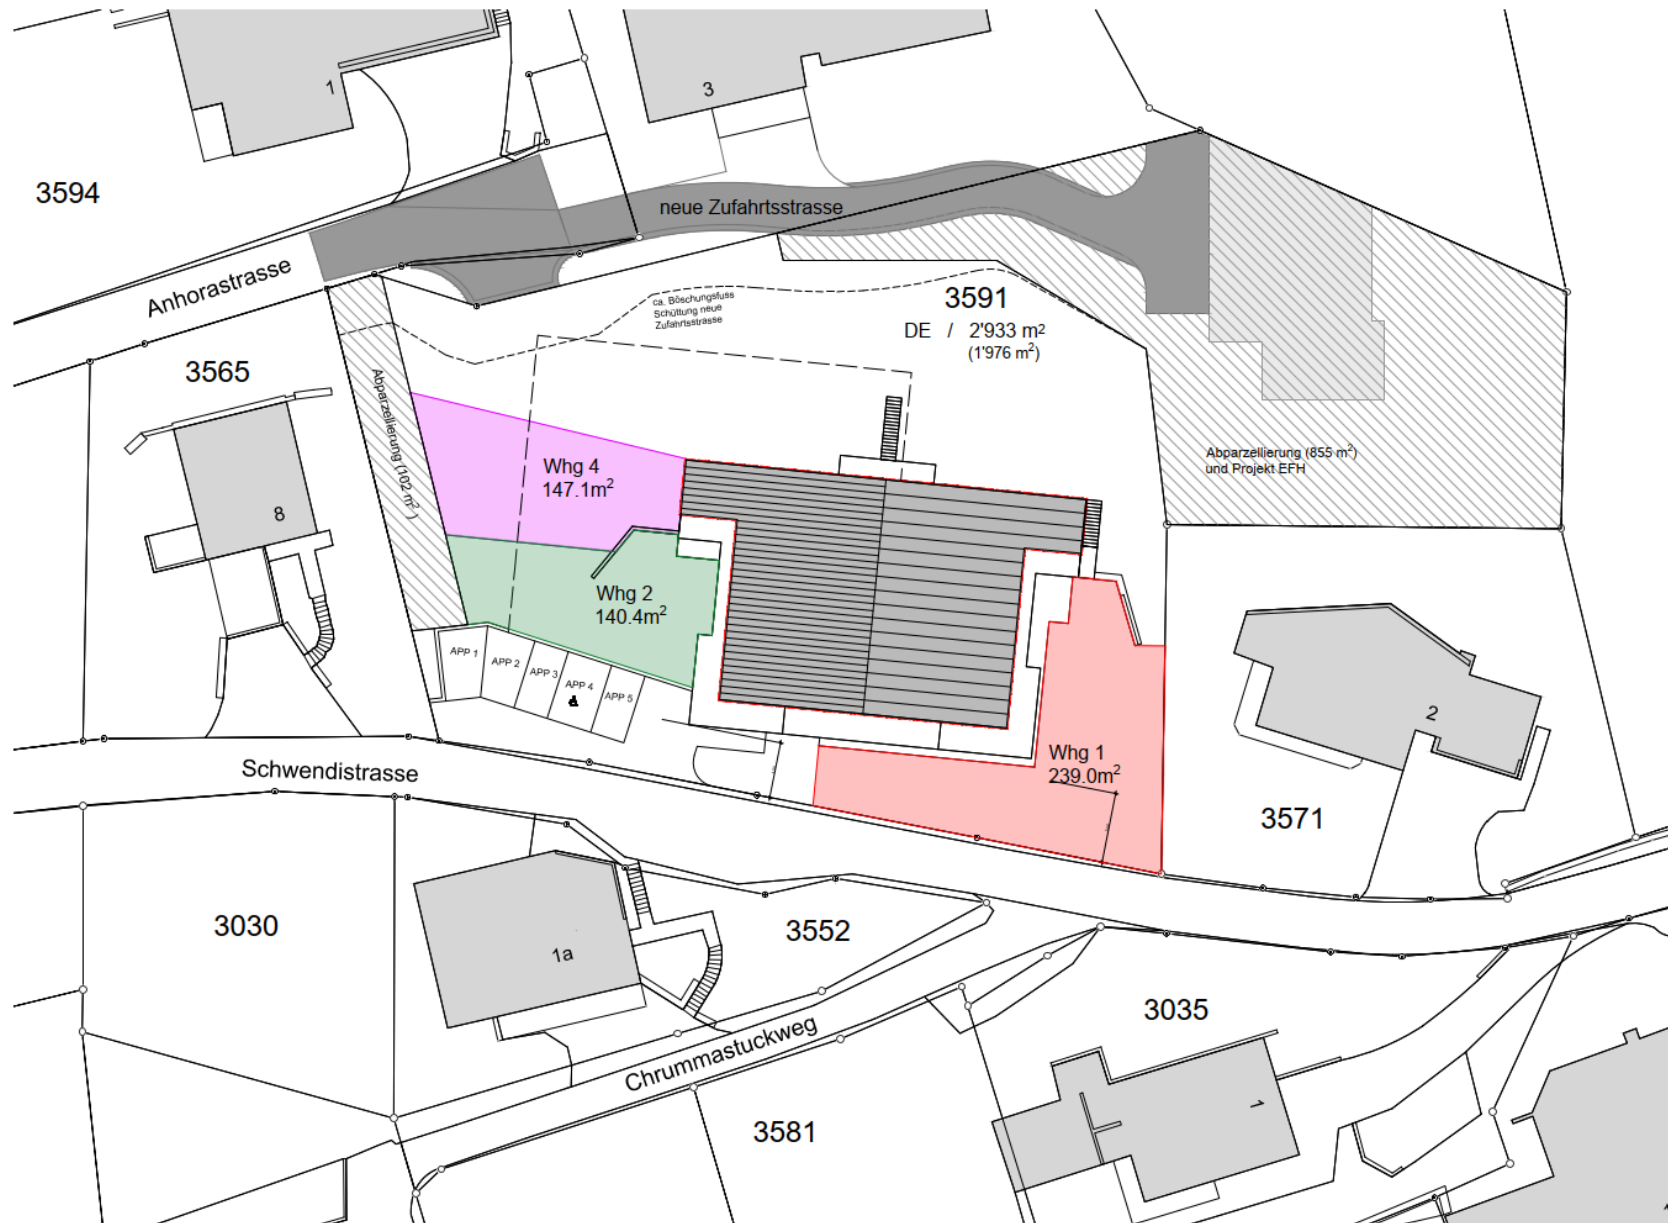 1
3
3594
neue Zufahrtsstrasse
Anhorastrasse
ca. Böschungsfuss
Schüttung neue
Zufahrtsstrasse
3591
DE / 2'933 m²
(1'976 m²)
3565
Abparzellierung (102 m²)
Abparzellierung (855 m²)
und Projekt EFH
Whg 4
147.1m²
8
Whg 2
140.4m²
APP 1
APP 2
APP 3
APP 4
APP 5
2
Whg 1
239.0m²
Schwendistrasse
3571
3030
1a
3552
3035
Chrummastuckweg
3581
1